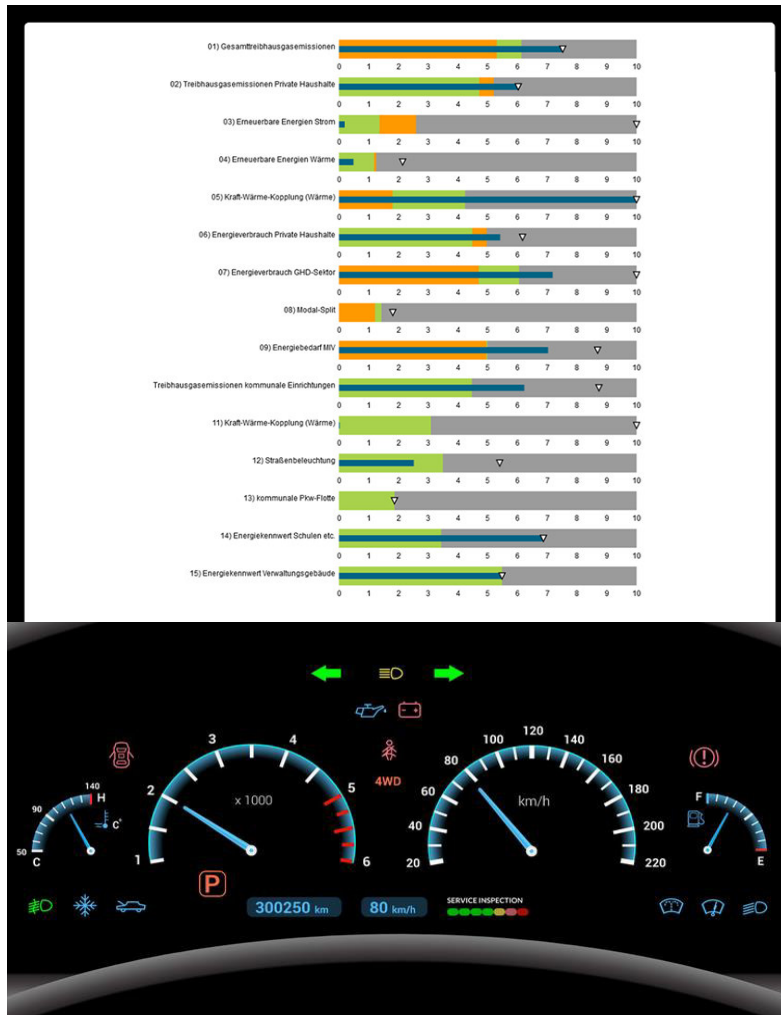 01) Gesamttreibhausgasemissionen
0 1 2 3 4 5 6 7 8 9 10
02) Treibhausgasemissionen Private Haushalte
0 1 2 3 4 5 6 7 8 9 10
03) Erneuerbare Energien Strom
0 1 2 3 4 5 6 7 8 9 10
04) Erneuerbare Energien Wärme
0 1 2 3 4 5 6 7 8 9 10
05) Kraft-Wärme-Kopplung (Wärme)
0 1 2 3 4 5 6 7 8 9 10
06) Energieverbrauch Private Haushalte
0 1 2 3 4 5 6 7 8 9 10
07) Energieverbrauch GHD-Sektor
0 1 2 3 4 5 6 7 8 9 10
08) Modal-Split
0 1 2 3 4 5 6 7 8 9 10
09) Energiebedarf MIV
0 1 2 3 4 5 6 7 8 9 10
Treibhausgasemissionen kommunale Einrichtungen
0 1 2 3 4 5 6 7 8 9 10
11) Kraft-Wärme-Kopplung (Wärme)
0 1 2 3 4 5 6 7 8 9 10
12) Straßenbeleuchtung
0 1 2 3 4 5 6 7 8 9 10
13) kommunale Pkw-Flotte
0 1 2 3 4 5 6 7 8 9 10
14) Energiekennwert Schulen etc.
0 1 2 3 4 5 6 7 8 9 10
15) Energiekennwert Verwaltungsgebäude
0 1 2 3 4 5 6 7 8 9 10
50 90 140
C H
C°
1 2 3 4 5 6
x 1000
4WD
20 40 60 80 100 120 140 160 180 200 220
km/h
F E
P
300250 km
80 km/h
SERVICE INSPECTION